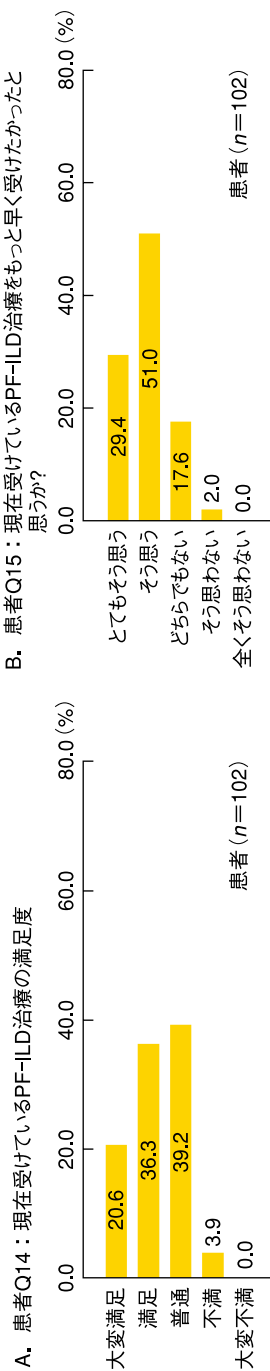 A. 患者Q14：現在受けているPF-ILD治療の満足度
0.0 20.0 40.0 60.0 80.0 (%)
大変満足 20.6
満足 36.3
普通 39.2
不満 3.9
大変不満 0.0
患者（n＝102）
B. 患者Q15：現在受けているPF-ILD治療をもっと早く受けたかったと
思うか？
0.0 20.0 40.0 60.0 80.0 (%)
とてもそう思う 29.4
そう思う 51.0
どちらでもない 17.6
そう思わない 2.0
全くそう思わない 0.0
患者（n＝102）